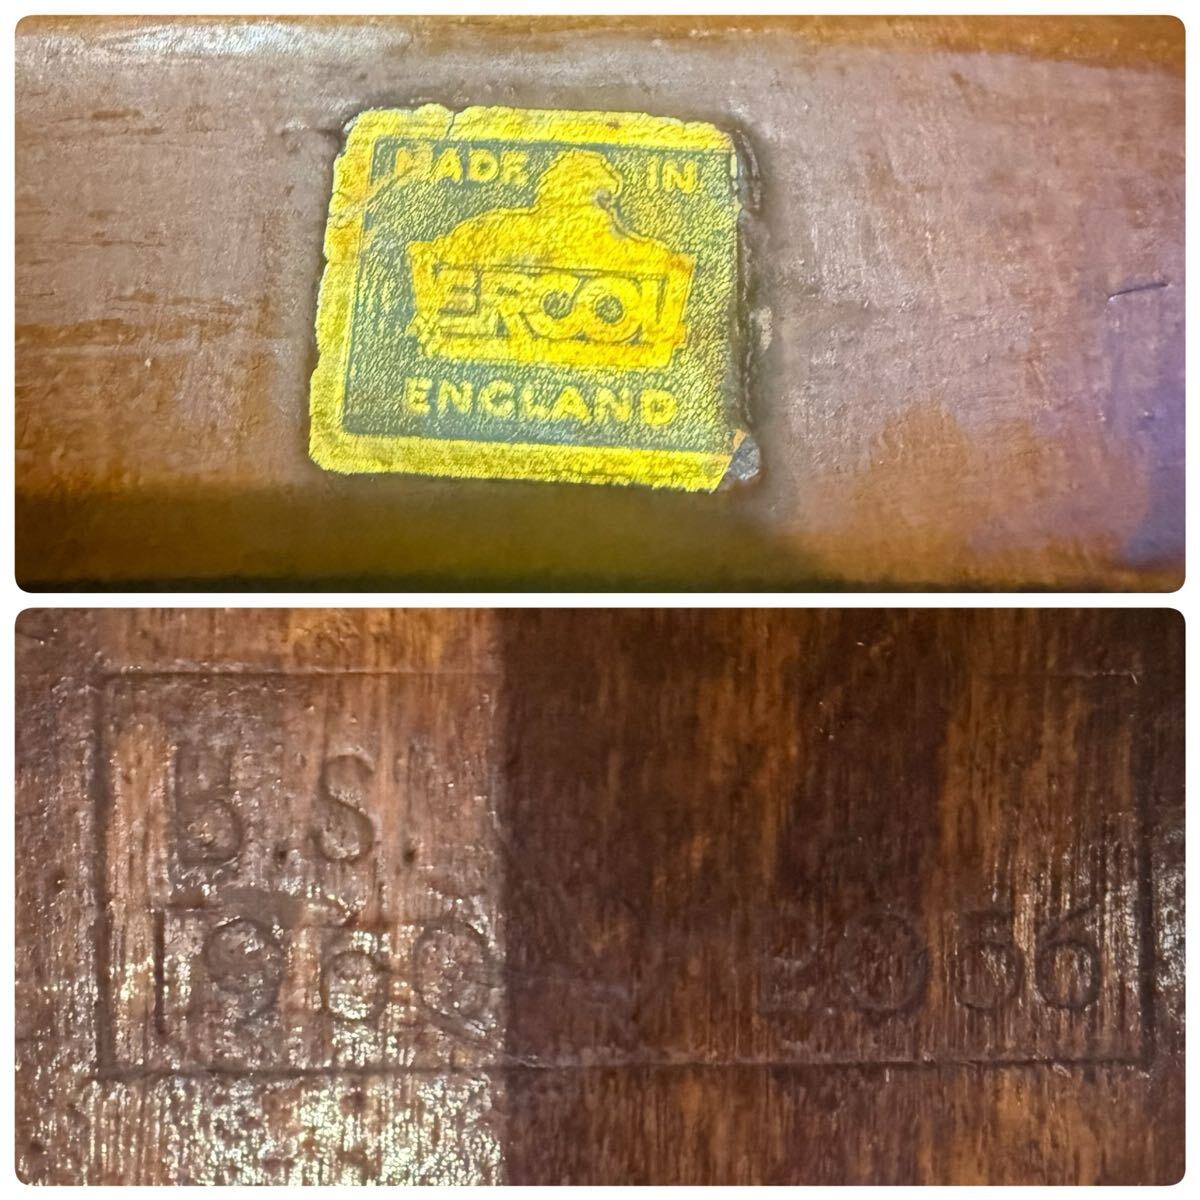 MADE IN
ERCOL
ENGLAND
B.S.
1960 2056